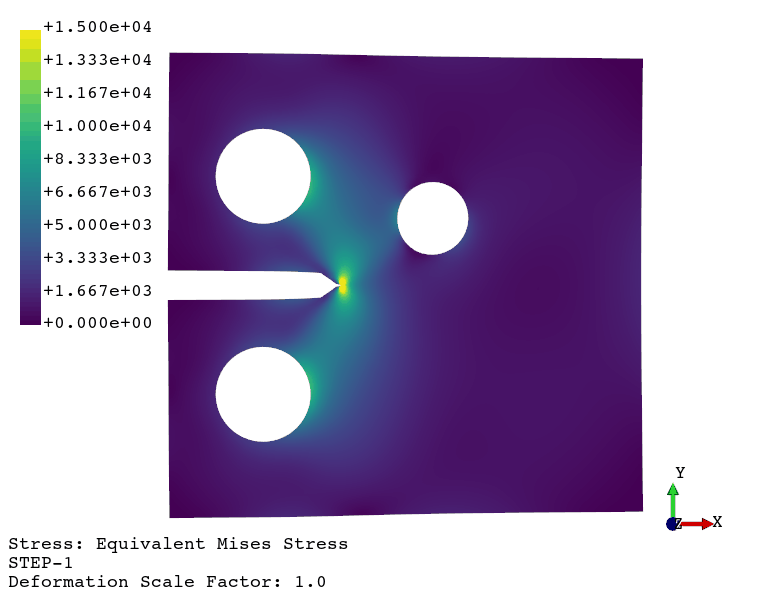 +1.500e+04
+1.333e+04
+1.167e+04
+1.000e+04
+8.333e+03
+6.667e+03
+5.000e+03
+3.333e+03
+1.667e+03
+0.000e+00
Y
Z
X
Stress: Equivalent Mises Stress
STEP-1
Deformation Scale Factor: 1.0